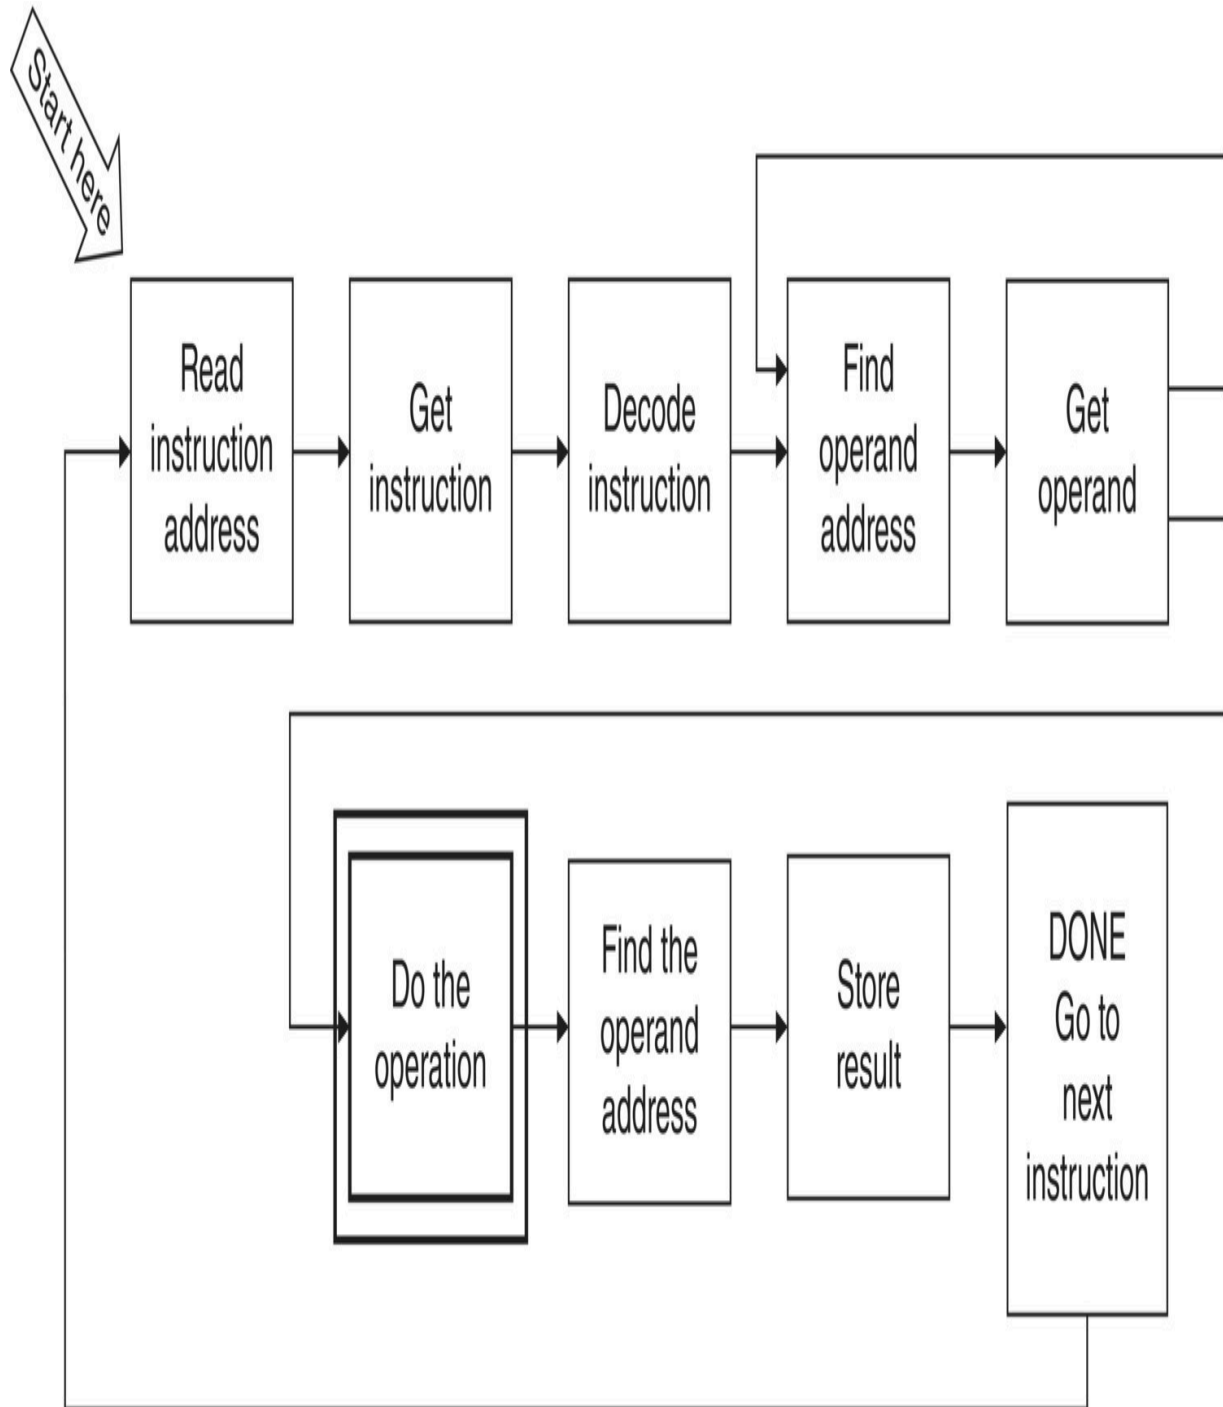 Start here
Read
instruction
address
Get
instruction
Decode
instruction
Find
operand
address
Get
operand
Do the
operation
Find the
operand
address
Store
result
DONE
Go to
next
instruction